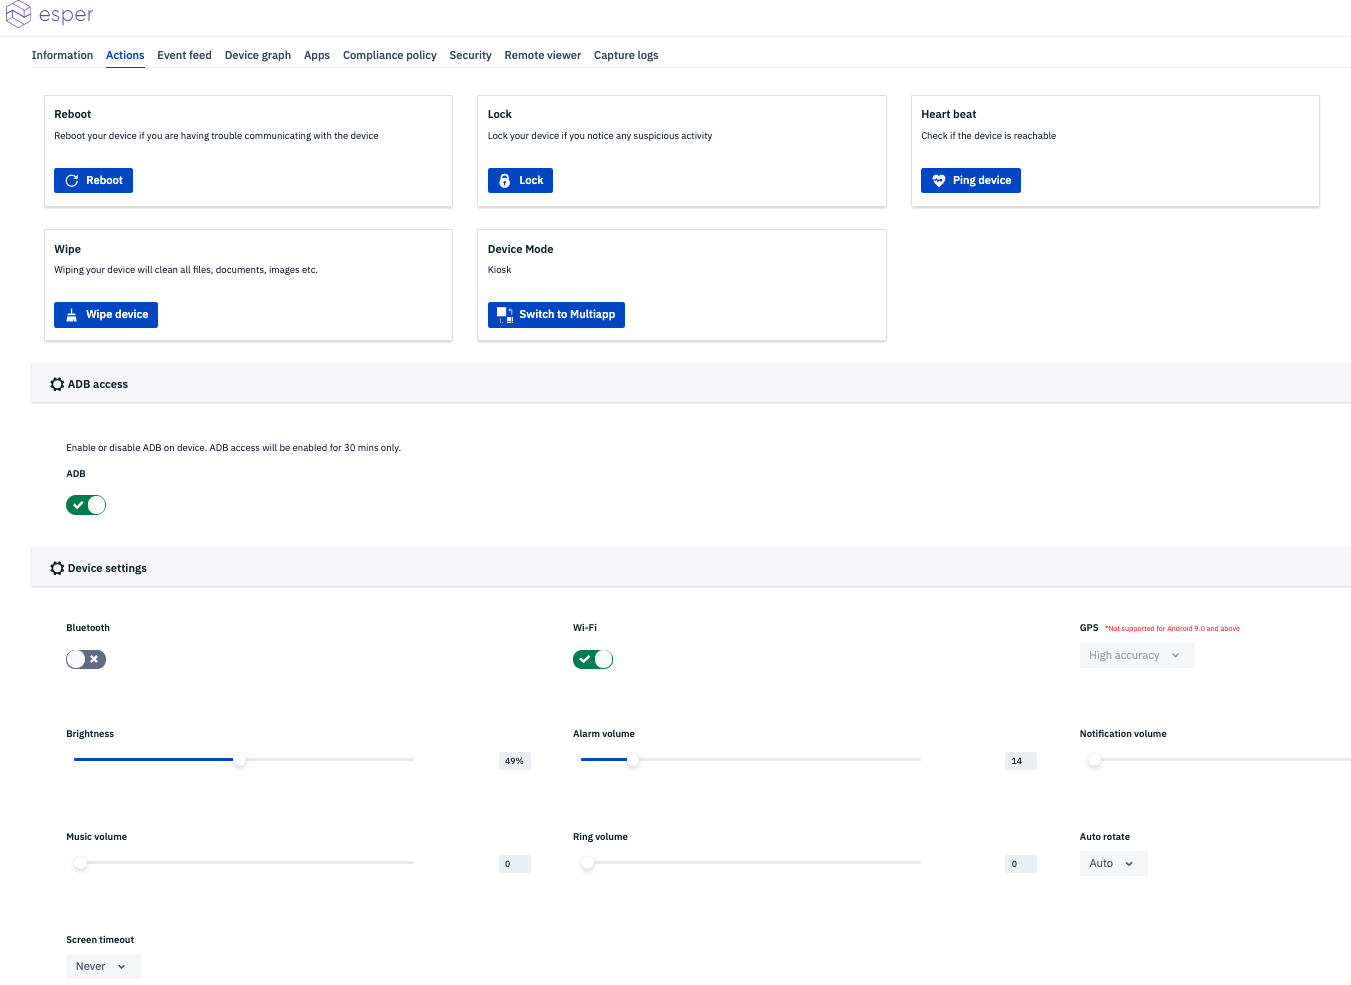 esper
Information Actions Event feed Device graph Apps Compliance policy Security Remote viewer Capture logs
Reboot
Reboot your device if you are having trouble communicating with the device
Reboot
Lock
Lock your device if you notice any suspicious activity
Lock
Heart beat
Check if the device is reachable
Ping device
Wipe
Wiping your device will clean all files, documents, images etc.
Wipe device
Device Mode
Kiosk
Switch to Multiapp
ADB access
Enable or disable ADB on device. ADB access will be enabled for 30 mins only.
ADB
Device settings
Bluetooth
Wi-Fi
GPS *Not supported for Android 9.0 and above
High accuracy
Brightness
49%
Alarm volume
14
Notification volume
Music volume
0
Ring volume
0
Auto rotate
Auto
Screen timeout
Never